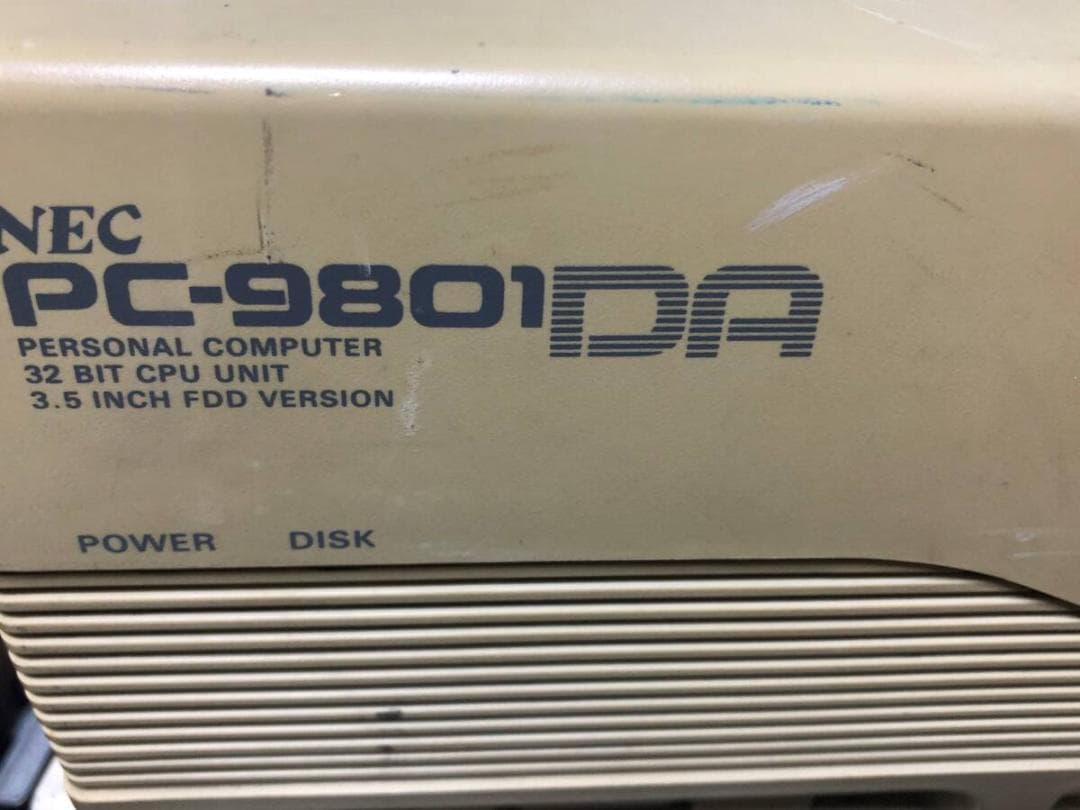 NEC
PC-9801DA
PERSONAL COMPUTER
32 BIT CPU UNIT
3.5 INCH FDD VERSION
POWER DISK